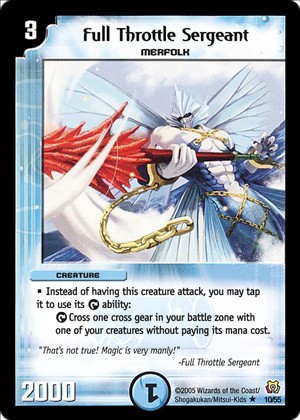 3 Full Throttle Sergeant
MERFOLK
CREATURE
▪ Instead of having this creature attack, you may tap
it to use its ability:
Cross one cross gear in your battle zone with
one of your creatures without paying its mana cost.
"That's not true! Magic is very manly!"
-Full Throttle Sergeant
2000
©2005 Wizards of the Coast/
Shogakukan/Mitsui-Kids ★ 10/55